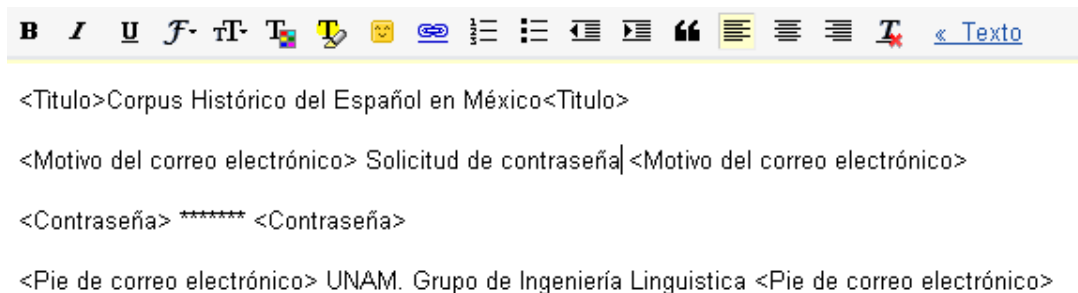 B I U F T T T T « Texto
<Titulo>Corpus Histórico del Español en México<Titulo>
<Motivo del correo electrónico> Solicitud de contraseña <Motivo del correo electrónico>
<Contraseña> ******* <Contraseña>
<Pie de correo electrónico> UNAM. Grupo de Ingeniería Linguistica <Pie de correo electrónico>